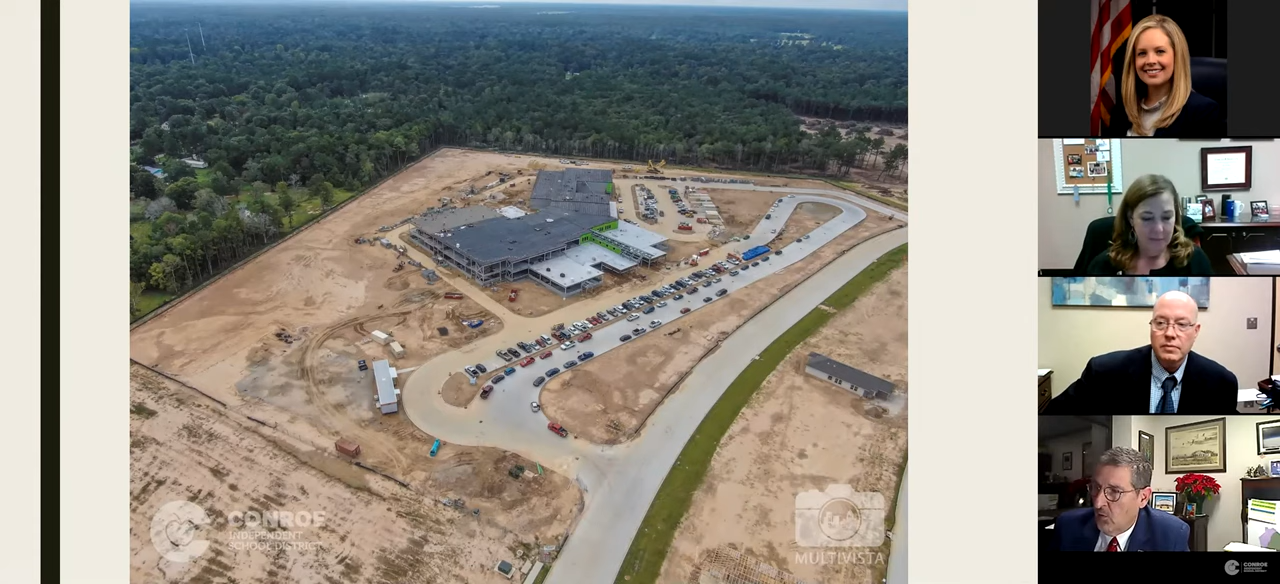 CONROE
INDEPENDENT
SCHOOL DISTRICT
MULTIVISTA
CONROE